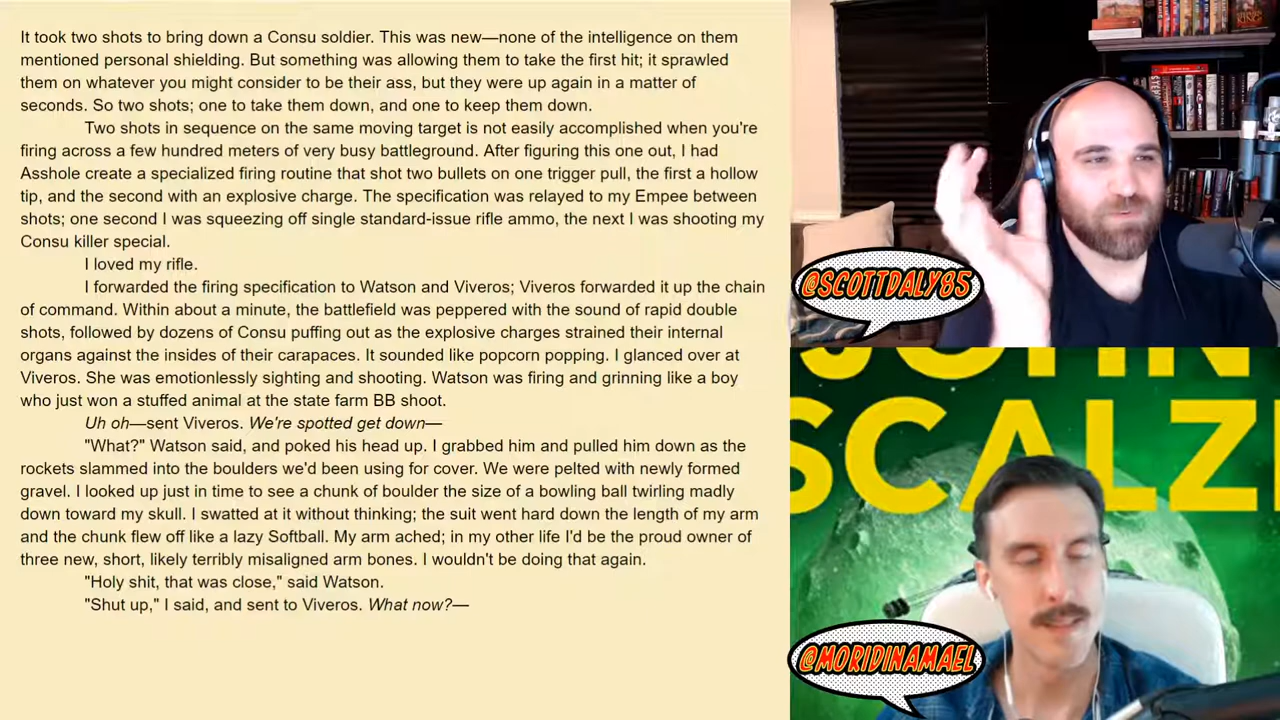 It took two shots to bring down a Consu soldier. This was new—none of the intelligence on them
mentioned personal shielding. But something was allowing them to take the first hit; it sprawled
them on whatever you might consider to be their ass, but they were up again in a matter of
seconds. So two shots; one to take them down, and one to keep them down.
Two shots in sequence on the same moving target is not easily accomplished when you're
firing across a few hundred meters of very busy battleground. After figuring this one out, I had
Asshole create a specialized firing routine that shot two bullets on one trigger pull, the first a hollow
tip, and the second with an explosive charge. The specification was relayed to my Empee between
shots; one second I was squeezing off single standard-issue rifle ammo, the next I was shooting my
Consu killer special.
I loved my rifle.
I forwarded the firing specification to Watson and Viveros; Viveros forwarded it up the chain
of command. Within about a minute, the battlefield was peppered with the sound of rapid double
shots, followed by dozens of Consu puffing out as the explosive charges strained their internal
organs against the insides of their carapaces. It sounded like popcorn popping. I glanced over at
Viveros. She was emotionlessly sighting and shooting. Watson was firing and grinning like a boy
who just won a stuffed animal at the state farm BB shoot.
Uh oh—sent Viveros. We're spotted get down—
"What?" Watson said, and poked his head up. I grabbed him and pulled him down as the
rockets slammed into the boulders we'd been using for cover. We were pelted with newly formed
gravel. I looked up just in time to see a chunk of boulder the size of a bowling ball twirling madly
down toward my skull. I swatted at it without thinking; the suit went hard down the length of my arm
and the chunk flew off like a lazy Softball. My arm ached; in my other life I'd be the proud owner of
three new, short, likely terribly misaligned arm bones. I wouldn't be doing that again.
"Holy shit, that was close," said Watson.
"Shut up," I said, and sent to Viveros. What now?—
@SCOTTDALY85
JOHN
SCALZI
@MORIDINAMAEL